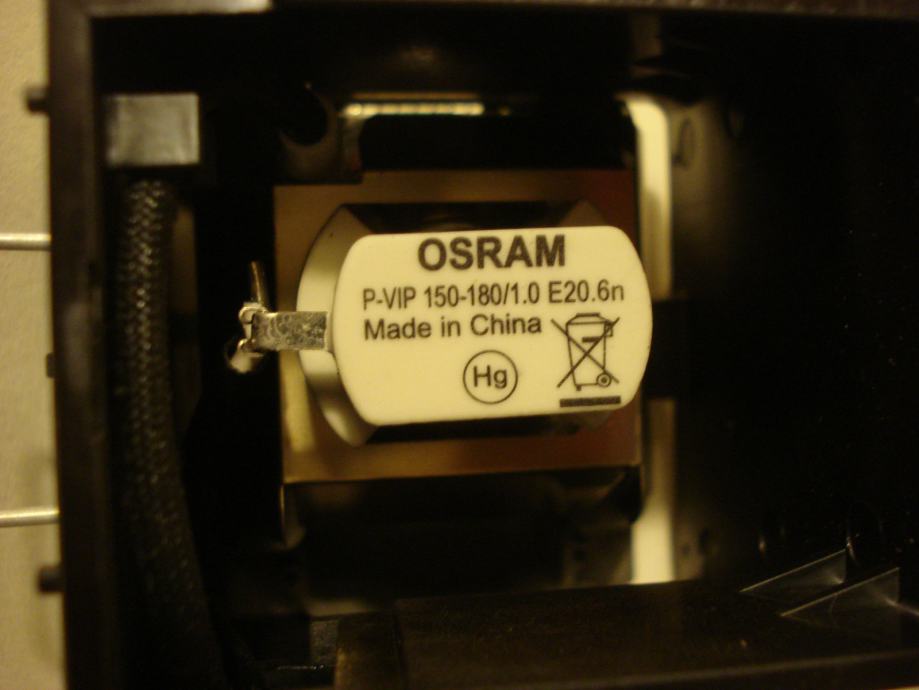 OSRAM
P-VIP 150-180/1.0 E20.6n
Made in China
Hg